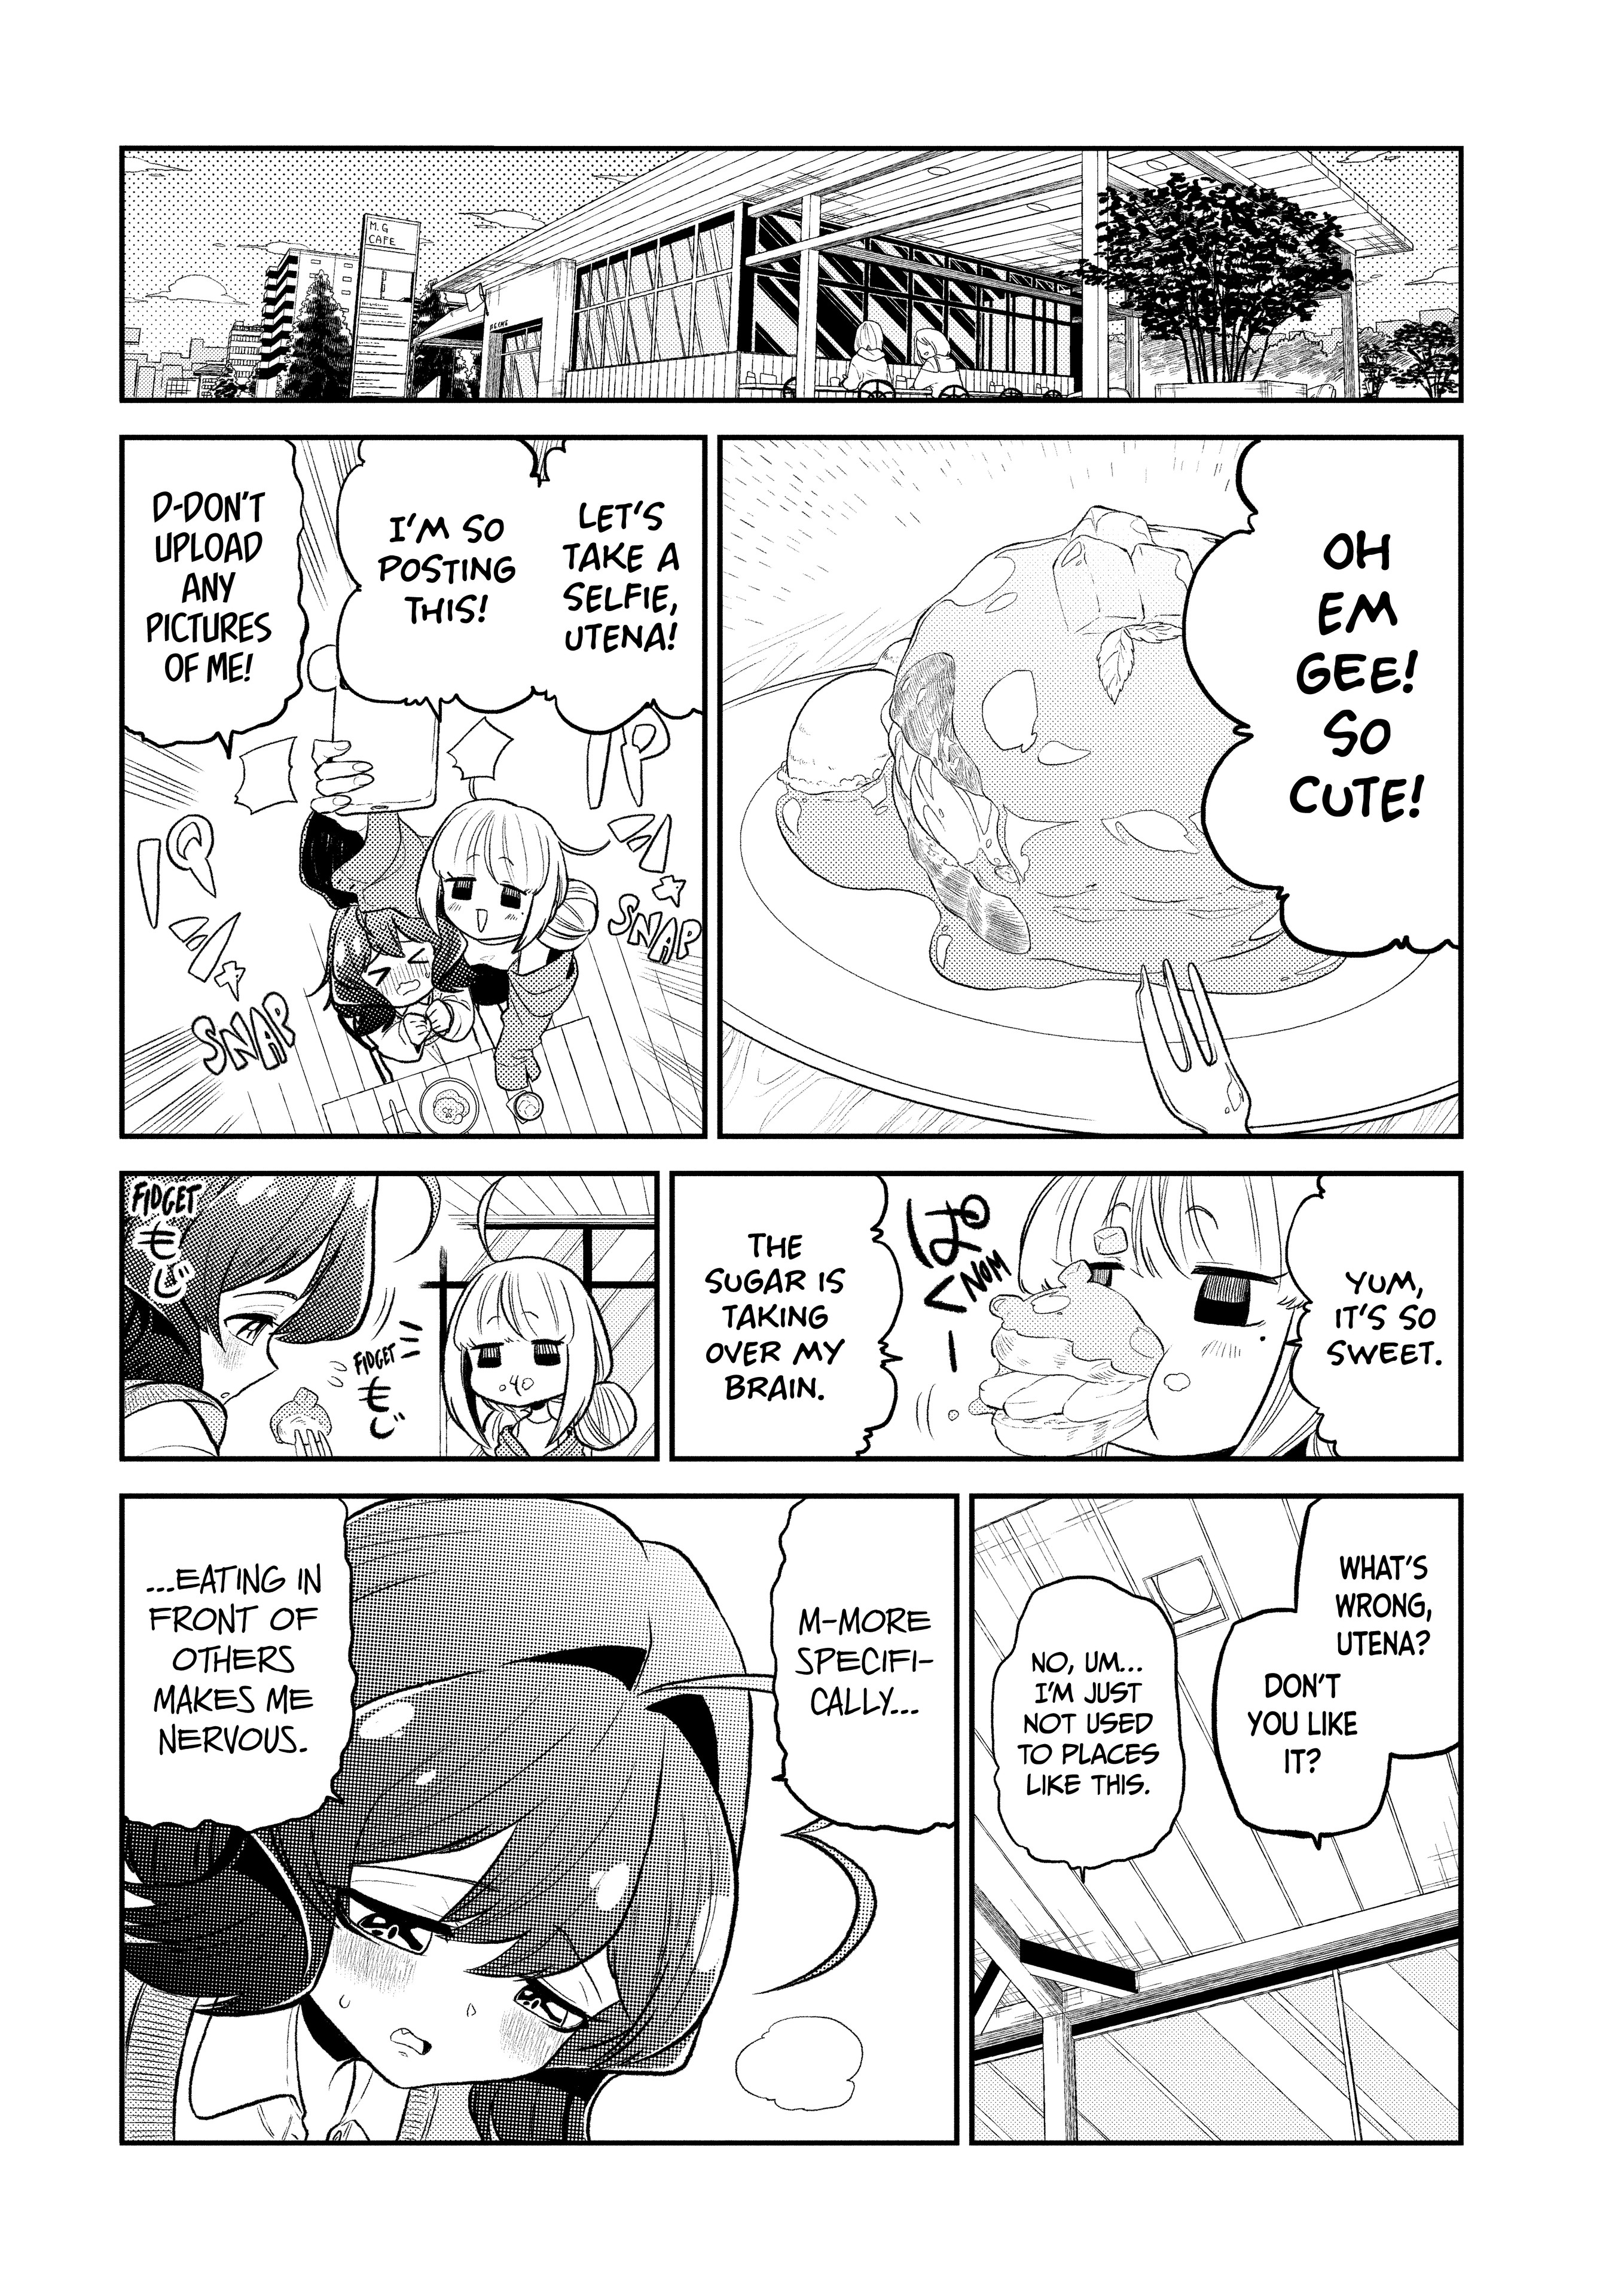 M.G
CAFE
OH
EM
GEE!
SO
CUTE!
LET'S
TAKE A
SELFIE,
UTENA!
I'M SO
POSTING
THIS!
D-DON'T
UPLOAD
ANY
PICTURES
OF ME!
SNAP
SNAP
YUM,
IT'S SO
SWEET.
ぱくー
NOM
THE
SUGAR IS
TAKING
OVER MY
BRAIN.
FIDGET
もじ
FIDGET
もじ
WHAT'S
WRONG,
UTENA?
DON'T
YOU LIKE
IT?
NO, UM...
I'M JUST
NOT USED
TO PLACES
LIKE THIS.
M-MORE
SPECIFI-
CALLY...
...EATING IN
FRONT OF
OTHERS
MAKES ME
NERVOUS.